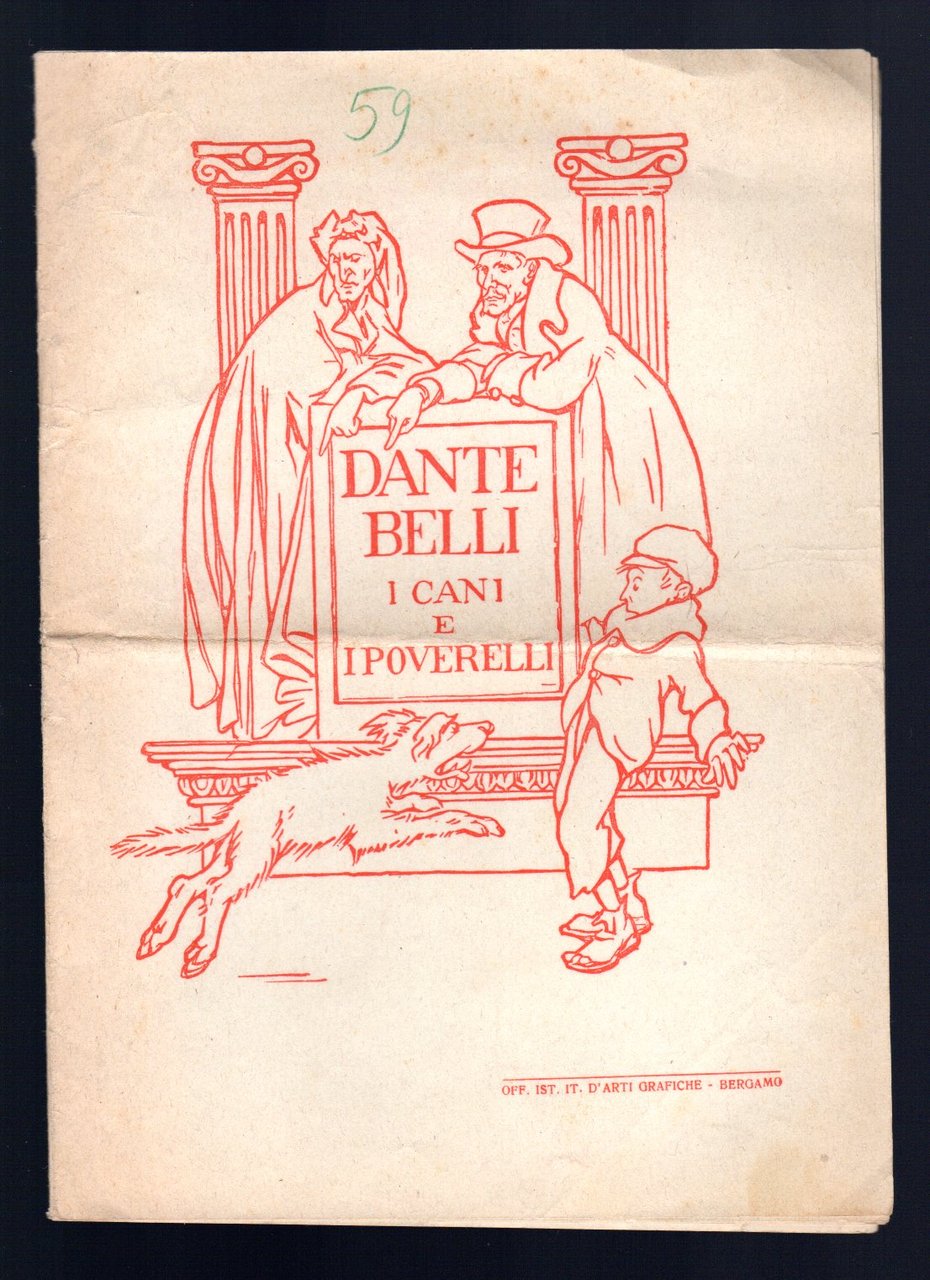 59
DANTE
BELLI
I CANI
E
I POVERELLI
OFF. IST. IT. D'ARTI GRAFICHE - BERGAMO